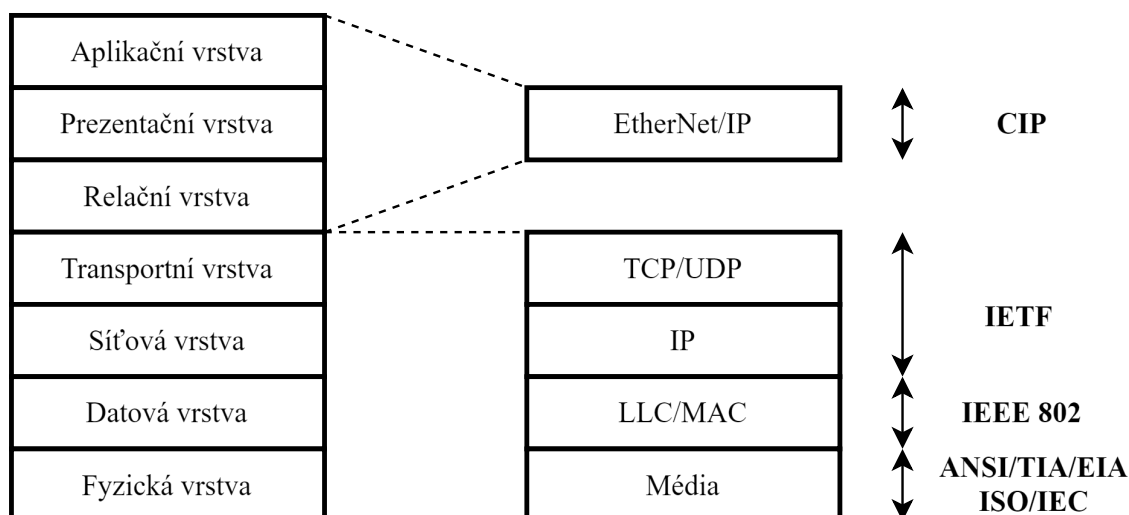 Aplikační vrstva
Prezentační vrstva
Relační vrstva
Transportní vrstva
Síťová vrstva
Datová vrstva
Fyzická vrstva
EtherNet/IP
TCP/UDP
IP
LLC/MAC
Média
CIP
IETF
IEEE 802
ANSI/TIA/EIA
ISO/IEC